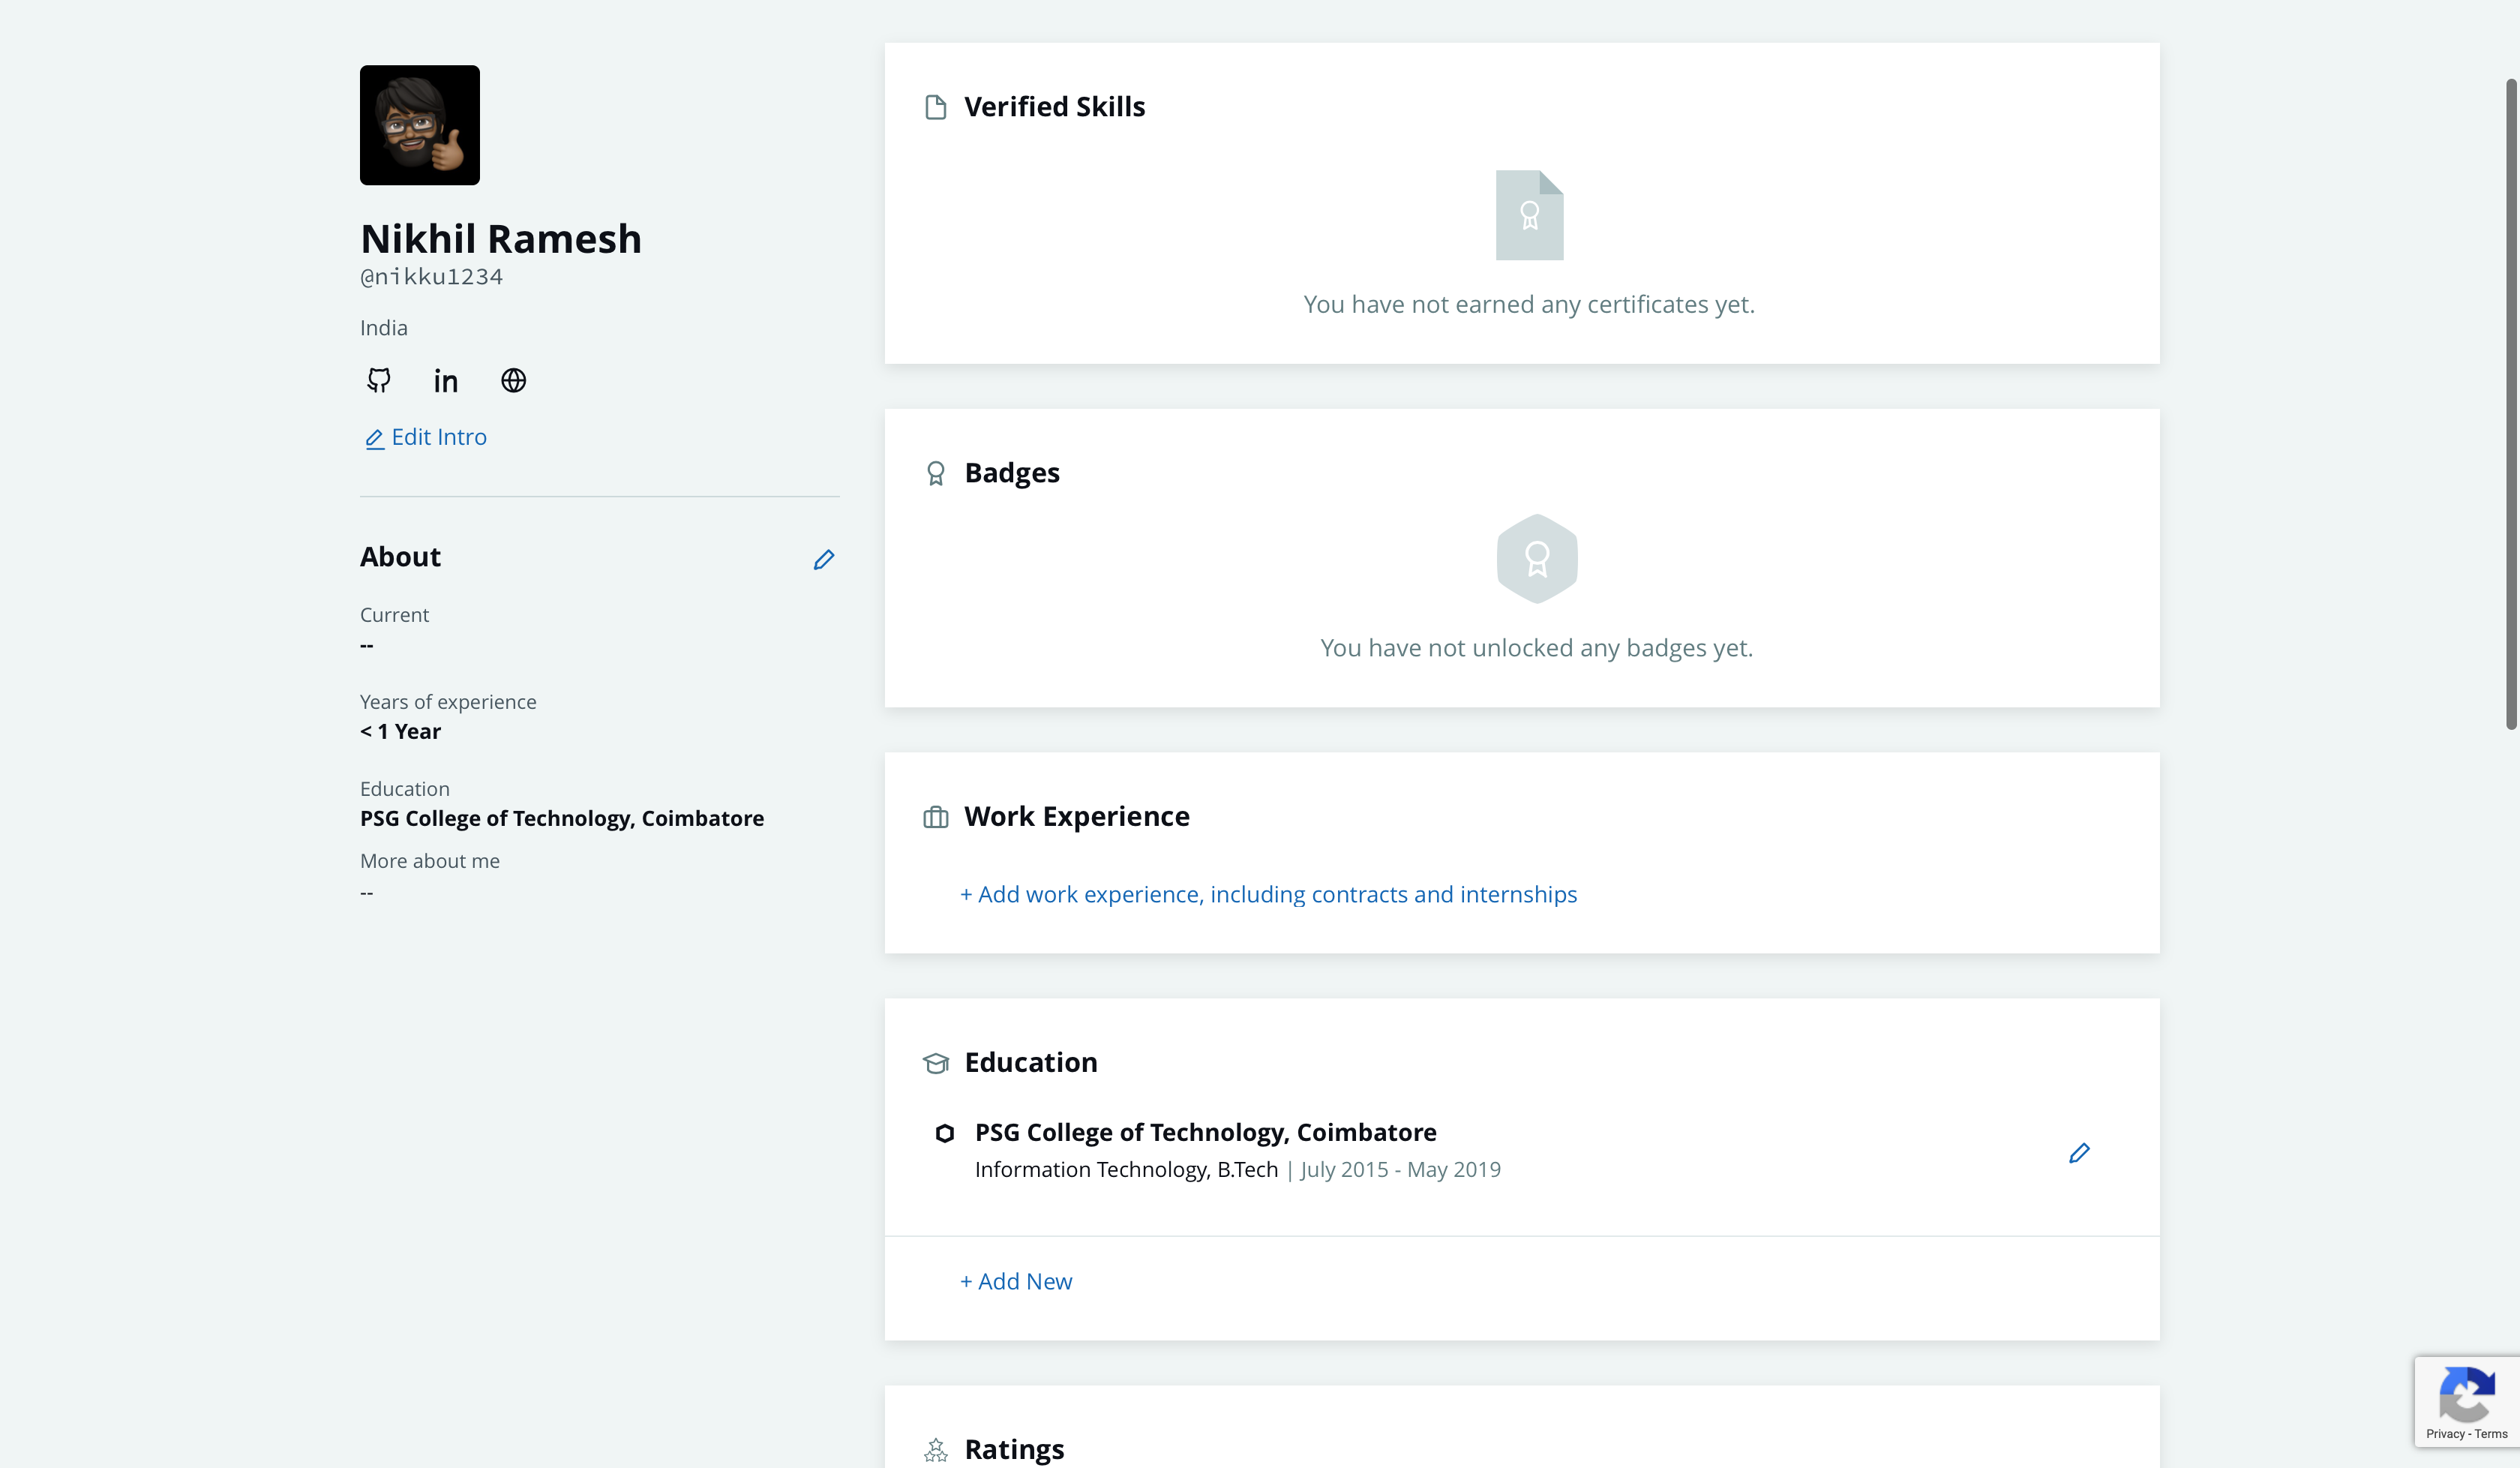 Nikhil Ramesh
@nikku1234
India
in
Edit Intro
About
Current
--
Years of experience
< 1 Year
Education
PSG College of Technology, Coimbatore
More about me
--
Verified Skills
You have not earned any certificates yet.
Badges
You have not unlocked any badges yet.
Work Experience
+ Add work experience, including contracts and internships
Education
PSG College of Technology, Coimbatore
Information Technology, B.Tech | July 2015 - May 2019
+ Add New
Ratings
Privacy - Terms